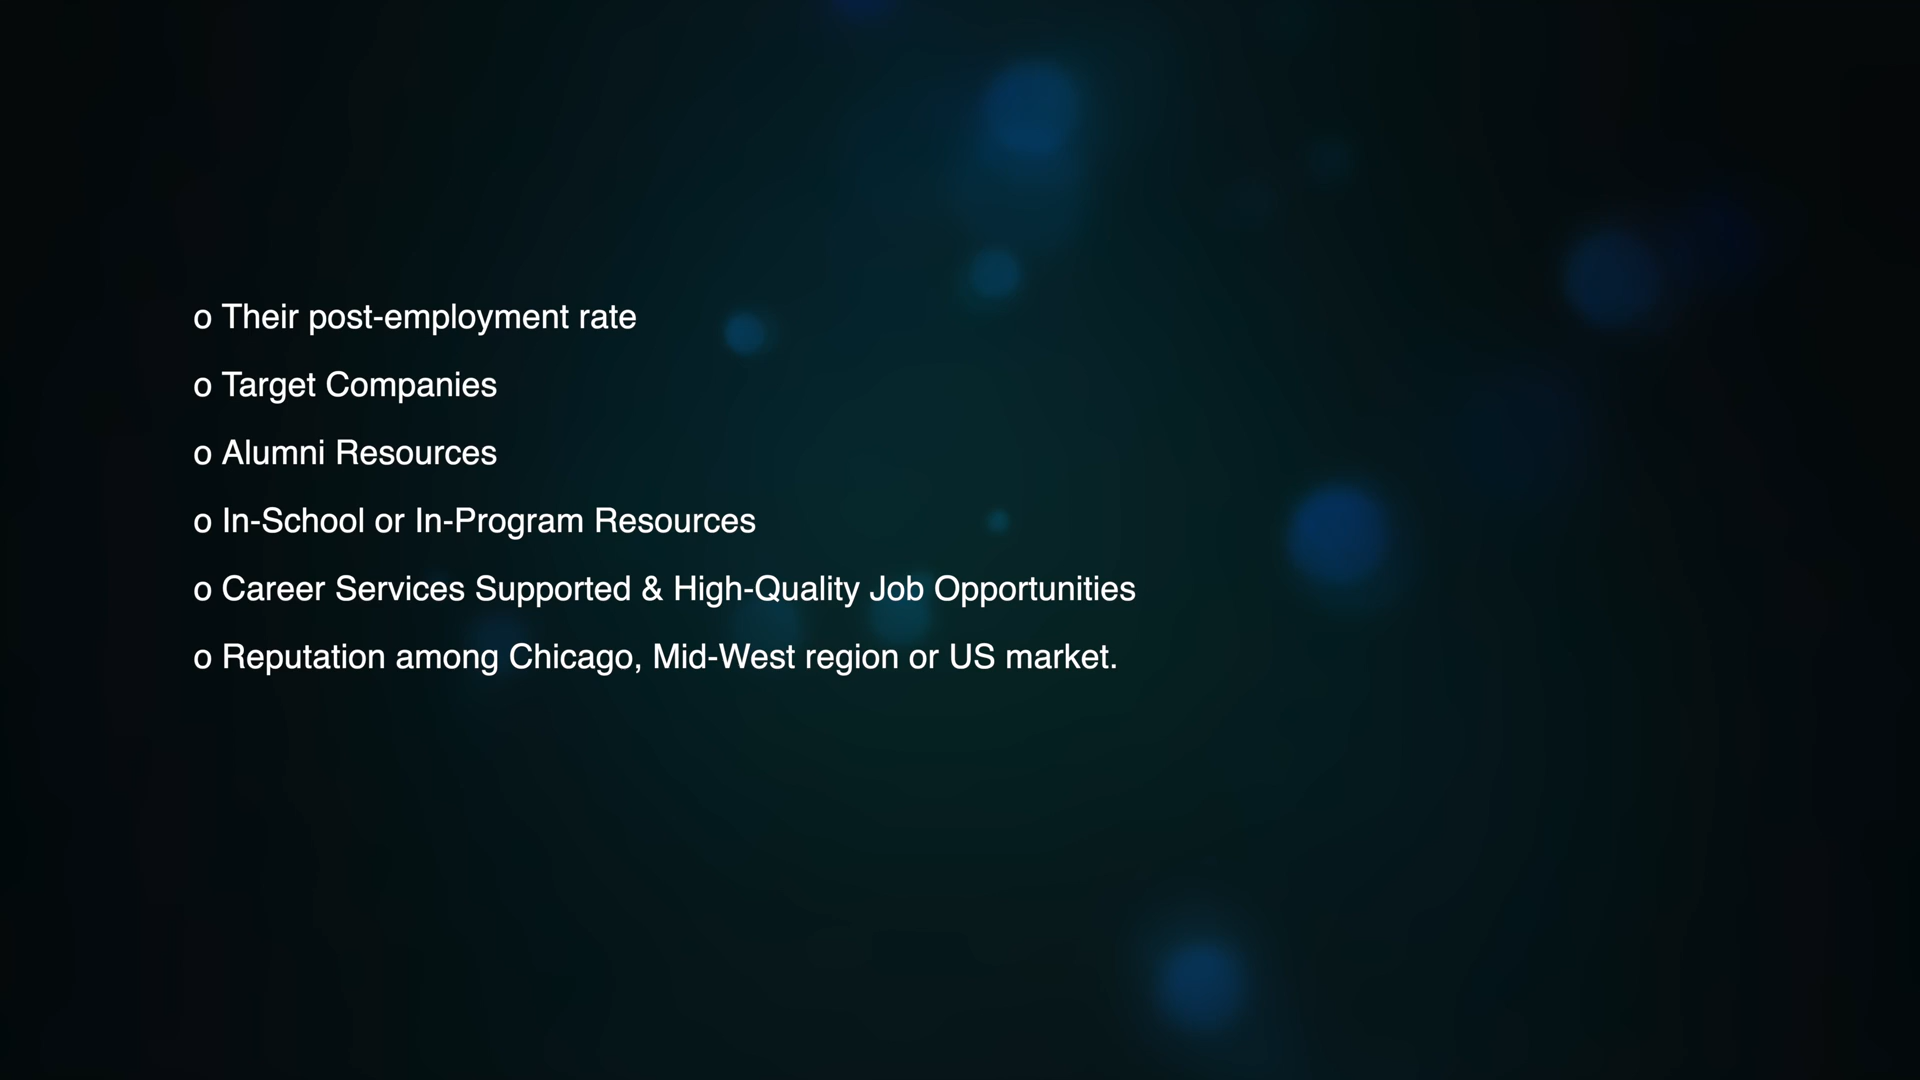 o Their post-employment rate
o Target Companies
o Alumni Resources
o In-School or In-Program Resources
o Career Services Supported & High-Quality Job Opportunities
o Reputation among Chicago, Mid-West region or US market.